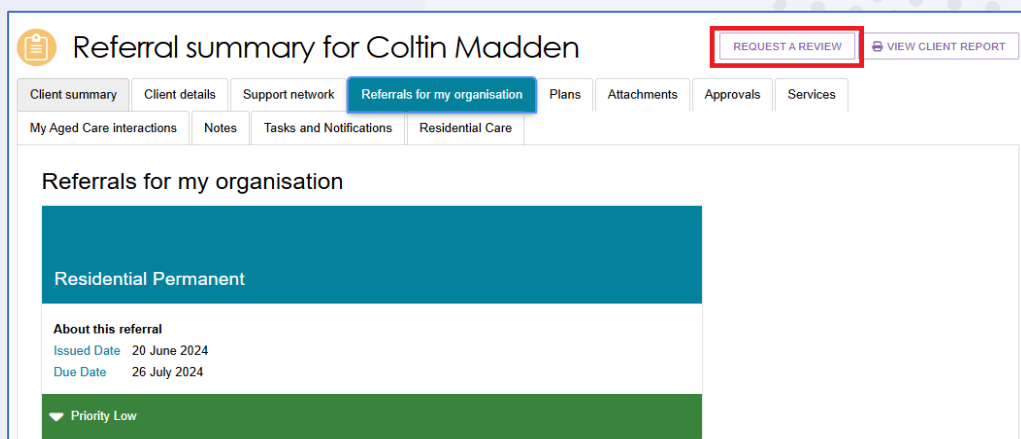 Referral summary for Coltin Madden
REQUEST A REVIEW
VIEW CLIENT REPORT
Client summary Client details Support network Referrals for my organisation Plans Attachments Approvals Services
My Aged Care interactions Notes Tasks and Notifications Residential Care
Referrals for my organisation
Residential Permanent
About this referral
Issued Date 20 June 2024
Due Date 26 July 2024
Priority Low